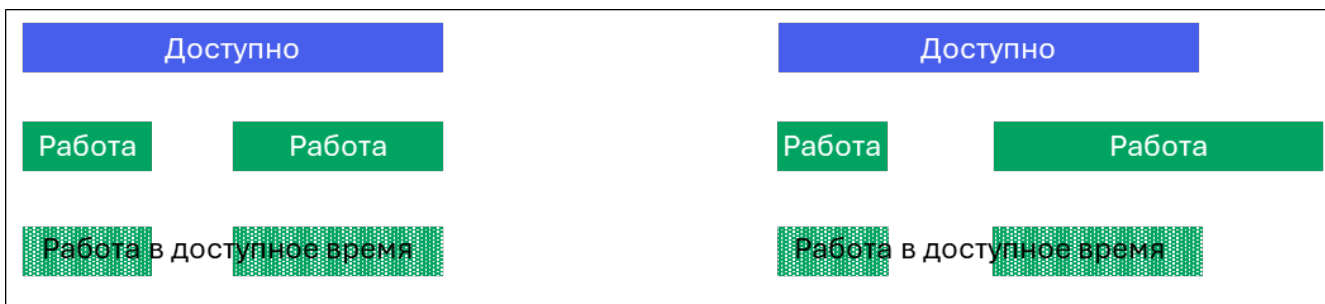 Доступно Доступно
Работа Работа Работа Работа
Работа в доступное время Работа в доступное время